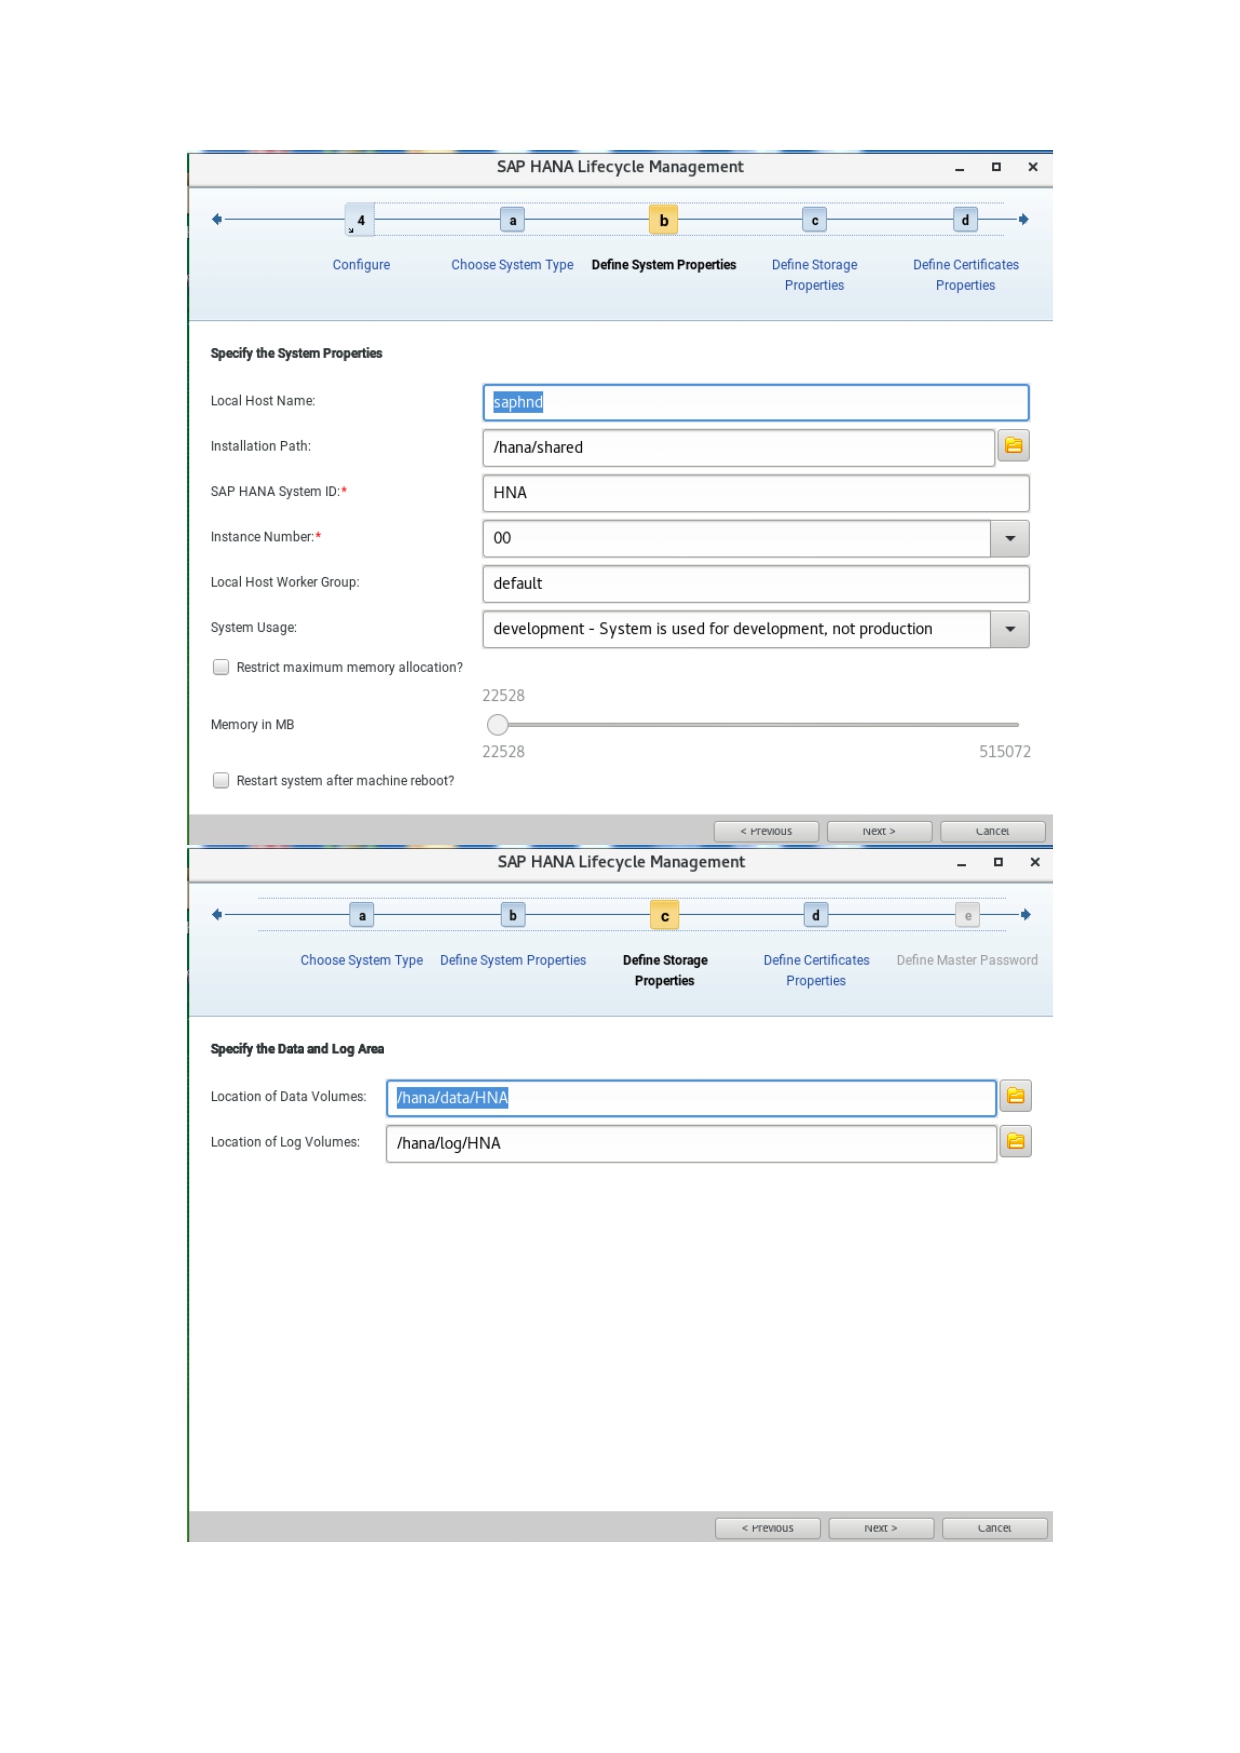 SAP HANA Lifecycle Management
4 a b c d
Configure Choose System Type Define System Properties Define Storage Properties Define Certificates Properties
Specify the System Properties
Local Host Name: saphnd
Installation Path: /hana/shared
SAP HANA System ID:* HNA
Instance Number:* 00
Local Host Worker Group: default
System Usage: development - System is used for development, not production
Restrict maximum memory allocation?
22528
Memory in MB
22528 515072
Restart system after machine reboot?
< Previous Next > Cancel
SAP HANA Lifecycle Management
a b c d e
Choose System Type Define System Properties Define Storage Properties Define Certificates Properties Define Master Password
Specify the Data and Log Area
Location of Data Volumes: /hana/data/HNA
Location of Log Volumes: /hana/log/HNA
< Previous Next > Cancel